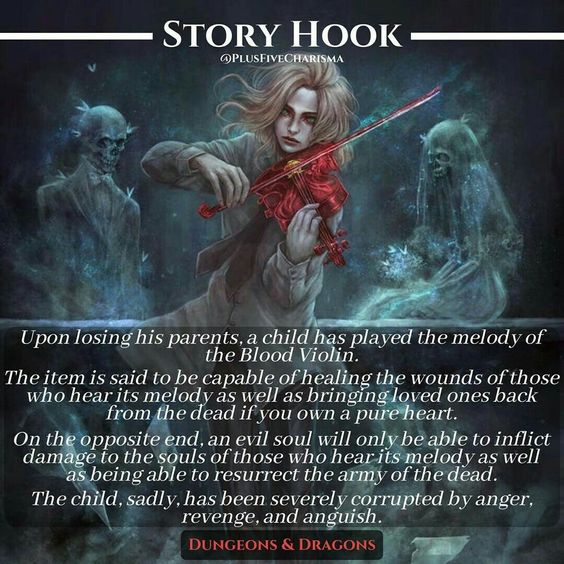 STORY HOOK
@PLUSFIVECHARISMA
Upon losing his parents, a child has played the melody of
the Blood Violin.
The item is said to be capable of healing the wounds of those
who hear its melody as well as bringing loved ones back
from the dead if you own a pure heart.
On the opposite end, an evil soul will only be able to inflict
damage to the souls of those who hear its melody as well
as being able to resurrect the army of the dead.
The child, sadly, has been severely corrupted by anger,
revenge, and anguish.
DUNGEONS & DRAGONS